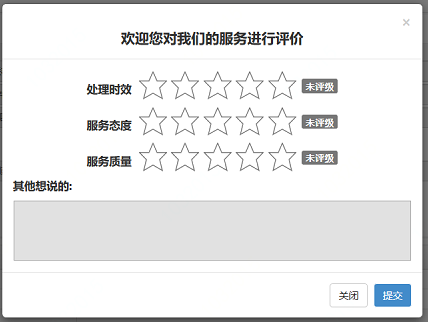 ×
欢迎您对我们的服务进行评价
处理时效 未评级
服务态度 未评级
服务质量 未评级
其他想说的:
关闭 提交